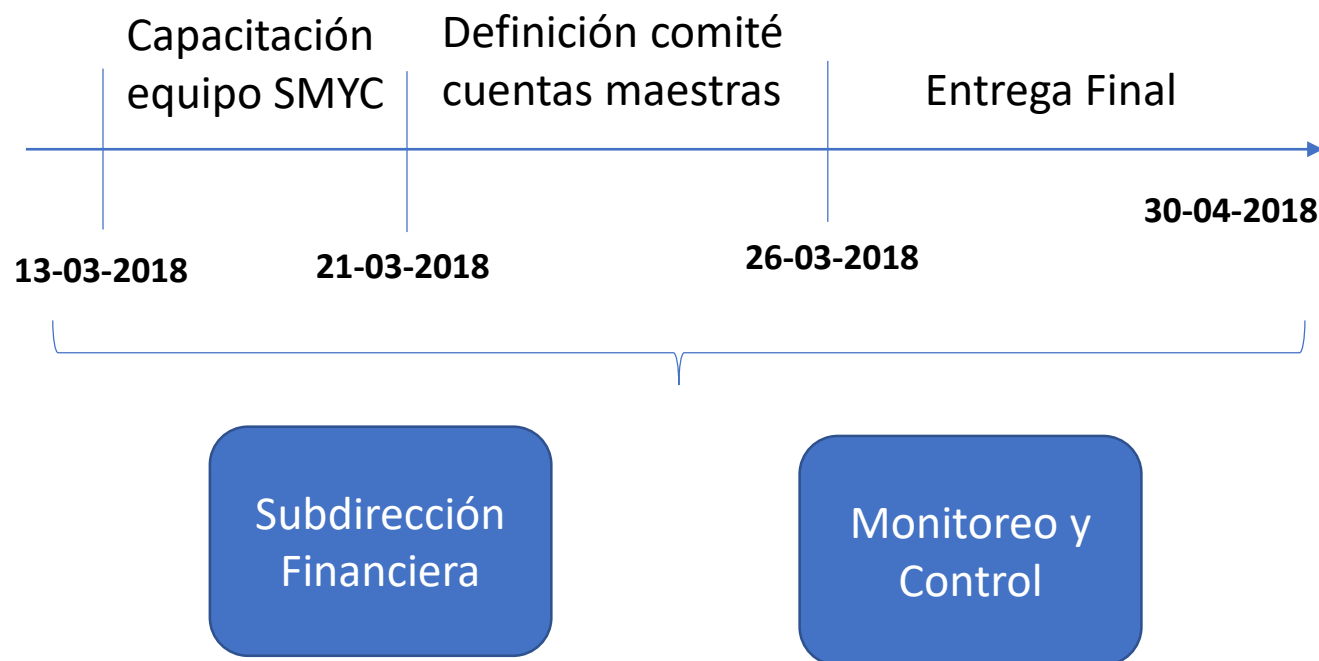 Capacitación
equipo SMYC
Definición comité
cuentas maestras
Entrega Final
13-03-2018
21-03-2018
26-03-2018
30-04-2018
Subdirección
Financiera
Monitoreo y
Control